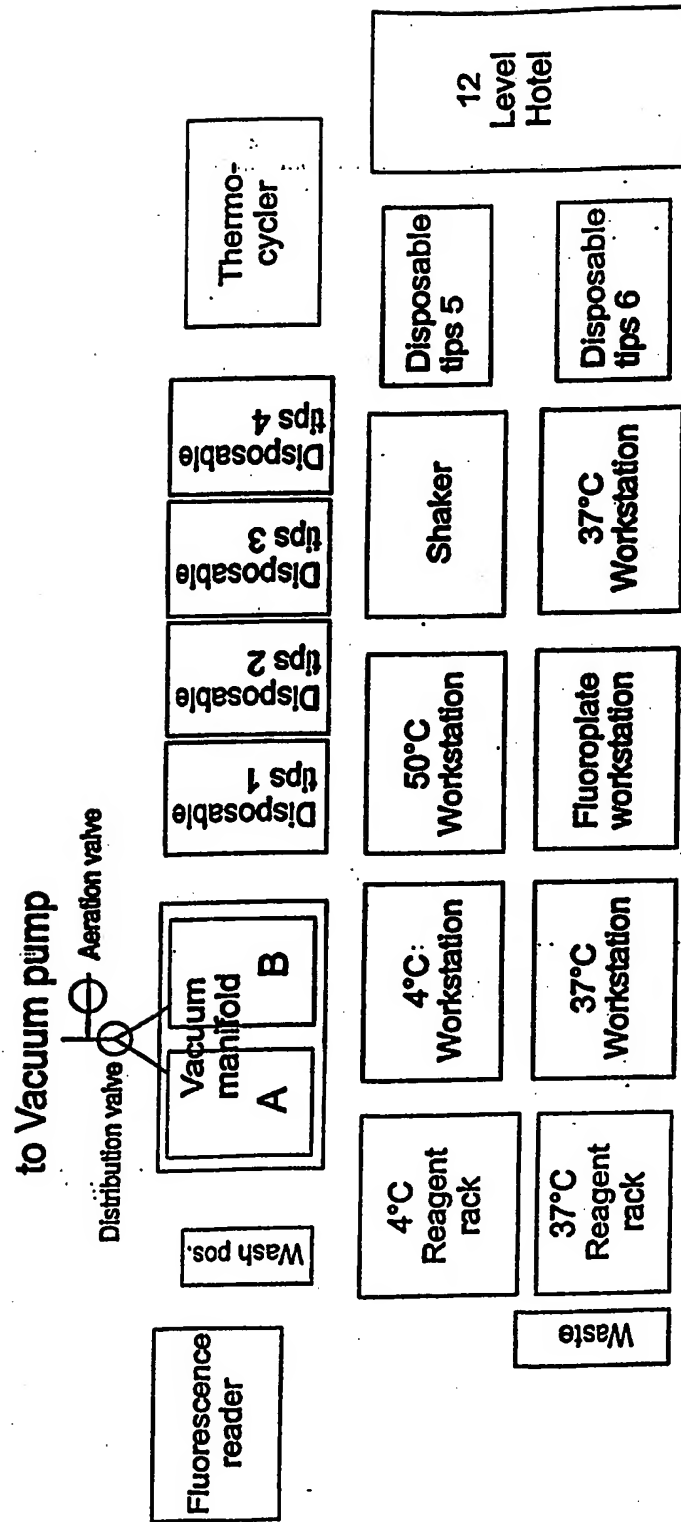 to Vacuum pump
Distribution valve
Aeration valve
Fluorescence
reader
Wash pos.
Vacuum
manifold
A
B
Disposable
tips 1
Disposable
tips 2
Disposable
tips 3
Disposable
tips 4
Thermo-
cycler
4°C
Reagent
rack
4°C
Workstation
50°C
Workstation
Shaker
Disposable
tips 5
12
Level
Hotel
Waste
37°C
Reagent
rack
37°C
Workstation
Fluoroplate
workstation
37°C
Workstation
Disposable
tips 6